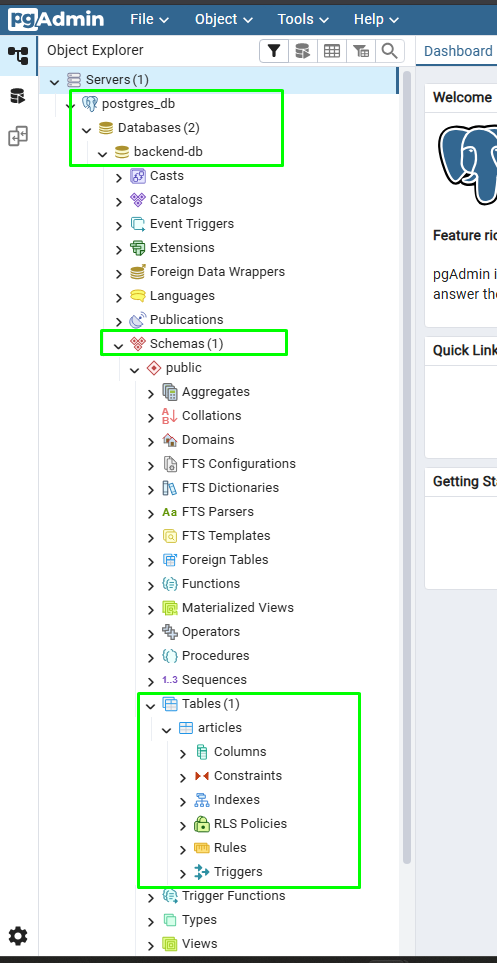 pgAdmin File Object Tools Help
Object Explorer
Dashboard
Servers (1)
postgres_db
Databases (2)
backend-db
Casts
Catalogs
Event Triggers
Extensions
Foreign Data Wrappers
Languages
Publications
Schemas (1)
public
Aggregates
Collations
Domains
FTS Configurations
FTS Dictionaries
Aa FTS Parsers
FTS Templates
Foreign Tables
Functions
Materialized Views
Operators
Procedures
1..3 Sequences
Tables (1)
articles
Columns
Constraints
Indexes
RLS Policies
Rules
Triggers
Trigger Functions
Types
Views
Welcome
Feature ric
pgAdmin i
answer the
Quick Link
Getting Sta